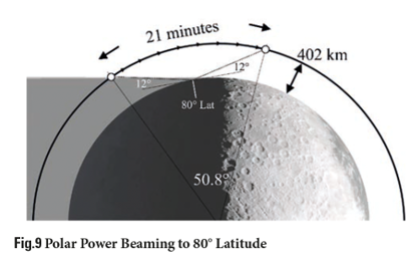 21 minutes
402 km
12°
12°
80° Lat
50.8°
Fig.9 Polar Power Beaming to 80° Latitude